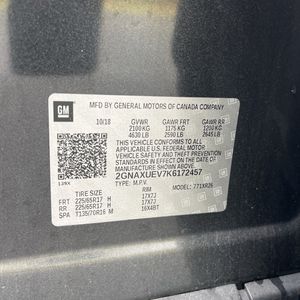 GM
MFD BY GENERAL MOTORS OF CANADA COMPANY
10/18 GVWR GAWR FRT GAWR RR
2100KG 1175 KG 1200 KG
4630 LB 2590 LB 2645 LB
THIS VEHICLE CONFORMS TO ALL
APPLICABLE U.S. FEDERAL MOTOR
VEHICLE SAFETY AND THEFT
PREVENTION STANDARDS IN EFFECT
ON THE DATE OF MANUFACTURE
SHOWN ABOVE.
2GNAXUEV7K6172457
TYPE: M.P.V. 771XR26
TIRE SIZE RIM
FRT 225/65R17 H 17X7J
RR 225/65R17 H 17X7J
SPA T135/70R16 M 16X4BT